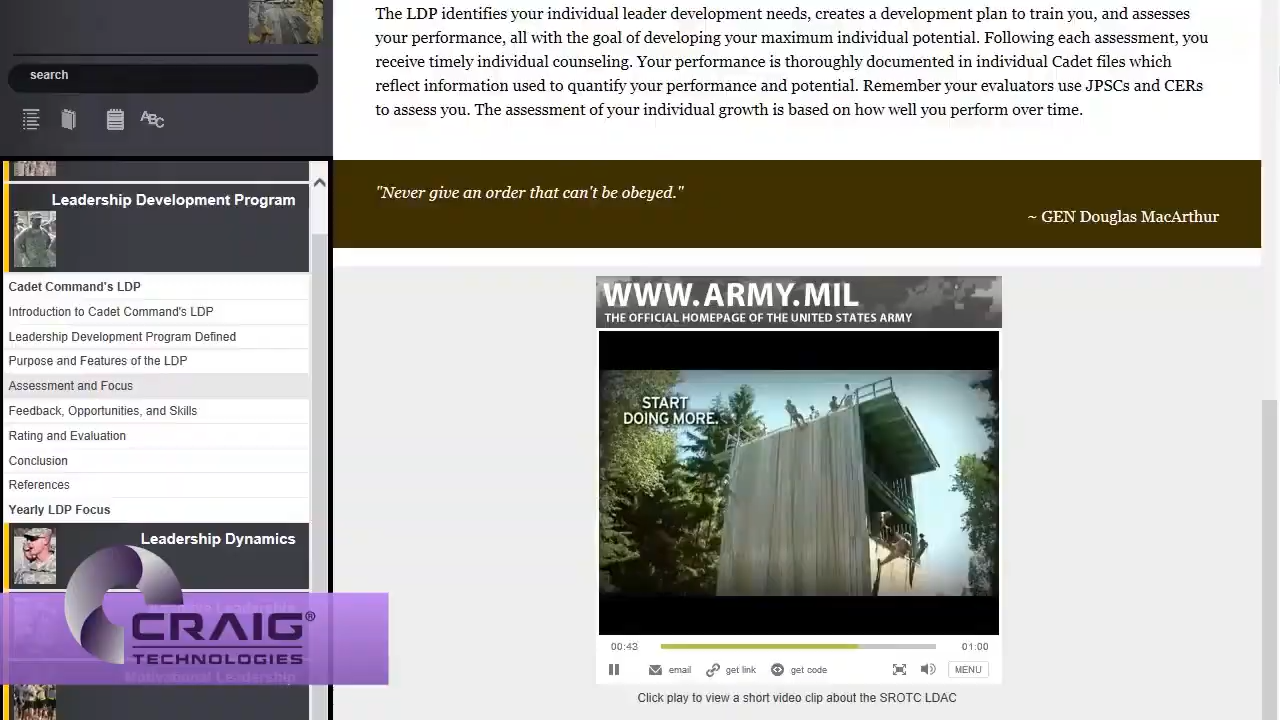 search
ABC
Leadership Development Program
Cadet Command's LDP
Introduction to Cadet Command's LDP
Leadership Development Program Defined
Purpose and Features of the LDP
Assessment and Focus
Feedback, Opportunities, and Skills
Rating and Evaluation
Conclusion
References
Yearly LDP Focus
Leadership Dynamics
CRAIG®
TECHNOLOGIES
Motivational Leadership
The LDP identifies your individual leader development needs, creates a development plan to train you, and assesses
your performance, all with the goal of developing your maximum individual potential. Following each assessment, you
receive timely individual counseling. Your performance is thoroughly documented in individual Cadet files which
reflect information used to quantify your performance and potential. Remember your evaluators use JPSCs and CERs
to assess you. The assessment of your individual growth is based on how well you perform over time.
"Never give an order that can't be obeyed."
~ GEN Douglas MacArthur
WWW.ARMY.MIL
THE OFFICIAL HOMEPAGE OF THE UNITED STATES ARMY
START
DOING MORE.
00:43 01:00
email get link get code MENU
Click play to view a short video clip about the SROTC LDAC